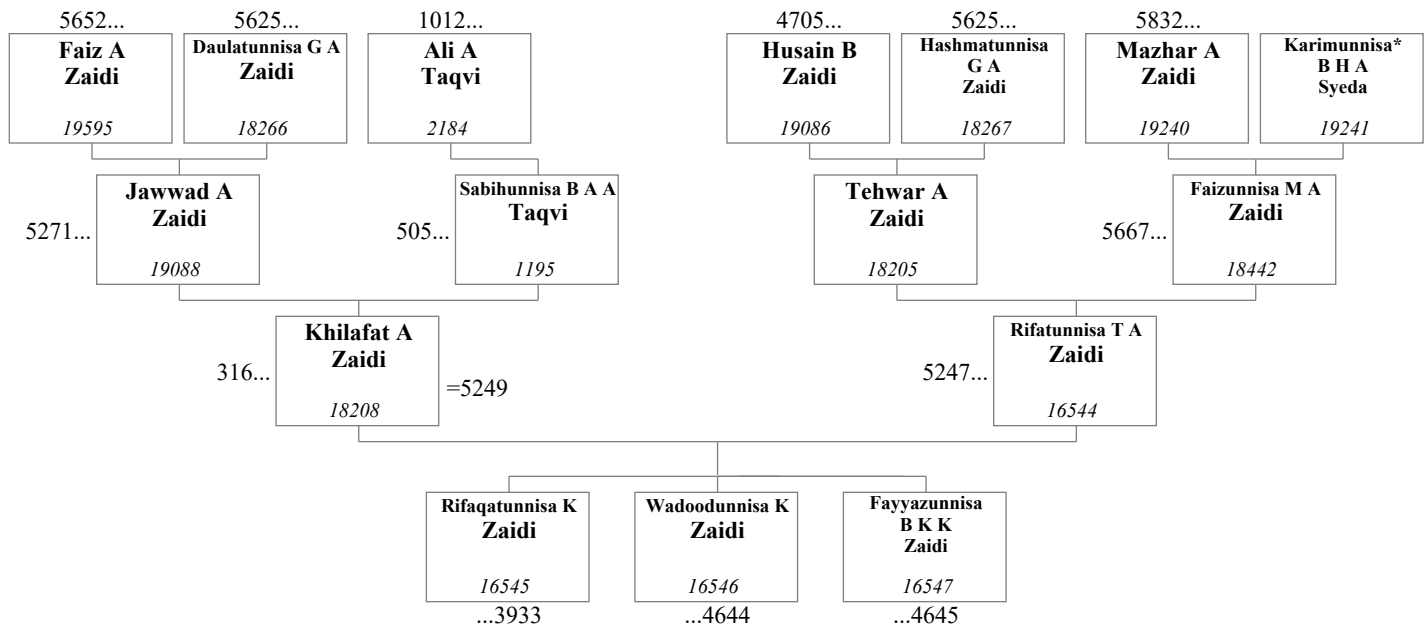 5652...
5625...
1012...
4705...
5625...
5832...
Faiz A
Zaidi
19595
Daulatunnisa G A
Zaidi
18266
Ali A
Taqvi
2184
Husain B
Zaidi
19086
Hashmatunnisa
G A
Zaidi
18267
Mazhar A
Zaidi
19240
Karimunnisa*
B H A
Syeda
19241
5271...
Jawwad A
Zaidi
19088
505...
Sabihunnisa B A A
Taqvi
1195
Tehwar A
Zaidi
18205
5667...
Faizunnisa M A
Zaidi
18442
316...
Khilafat A
Zaidi
18208
=5249
5247...
Rifatunnisa T A
Zaidi
16544
Rifaqatunnisa K
Zaidi
16545
...3933
Wadoodunnisa K
Zaidi
16546
...4644
Fayyazunnisa
B K K
Zaidi
16547
...4645